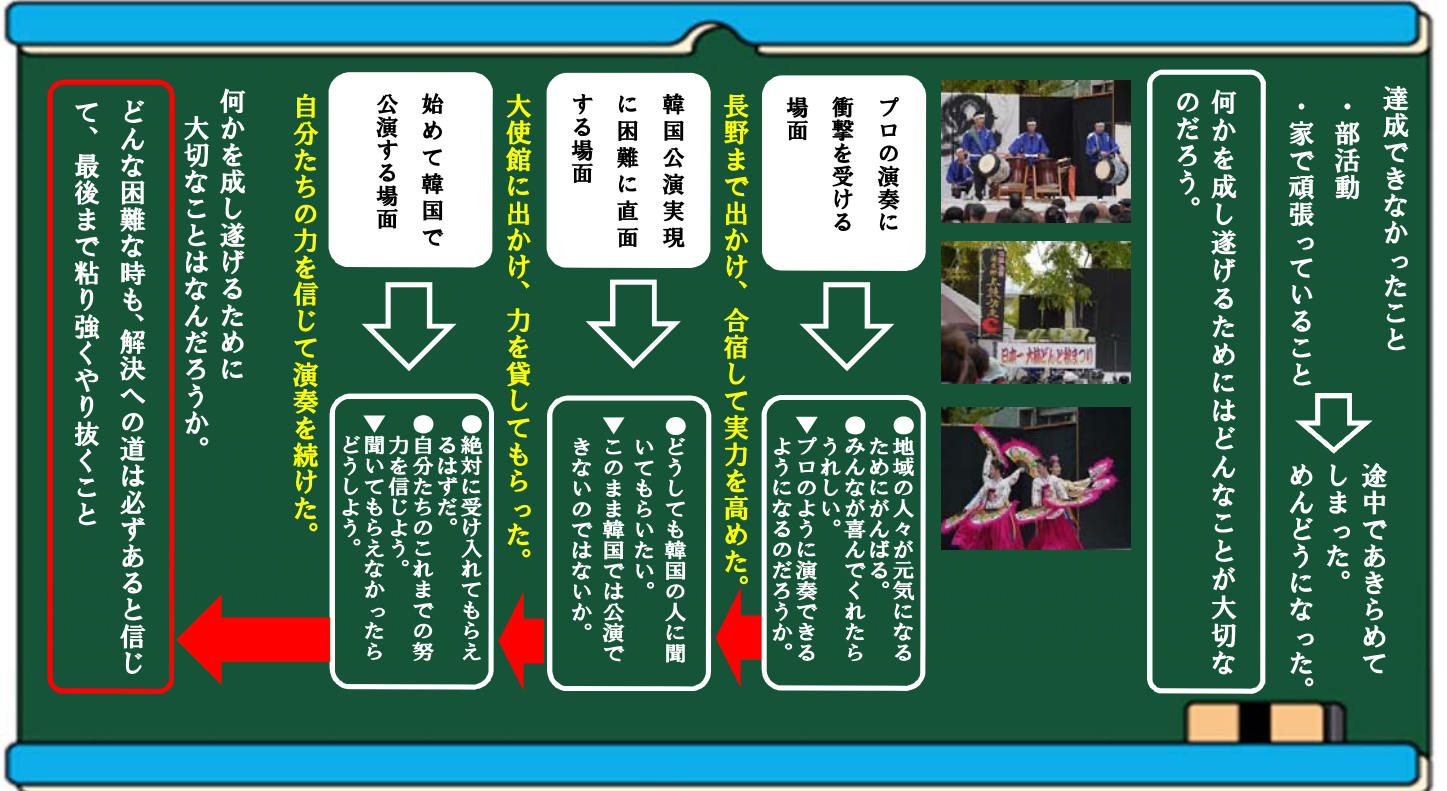 達成できなかったこと
・部活動
・家で頑張っていること
途中であきらめて
しまった。
めんどうになった。
何かを成し遂げるためにはどんなことが大切な
のだろう。
日本一大楠どんと秋まつり
プロの演奏に
衝撃を受ける
場面
●地域の人々が元気になる
ためにがんばる。
●みんなが喜んでくれたら
うれしい。
▼プロのように演奏できる
ようになるのだろうか。
長野まで出かけ、合宿して実力を高めた。
韓国公演実現
に困難に直面
する場面
●どうしても韓国の人に聞
いてもらいたい。
▼このまま韓国では公演で
きないのではないか。
大使館に出かけ、力を貸してもらった。
始めて韓国で
公演する場面
●絶対に受け入れてもらえ
るはずだ。
●自分たちのこれまでの努
力を信じよう。
▼聞いてもらえなかったら
どうしよう。
自分たちの力を信じて演奏を続けた。
何かを成し遂げるために
大切なことはなんだろうか。
どんな困難な時も、解決への道は必ずあると信じ
て、最後まで粘り強くやり抜くこと